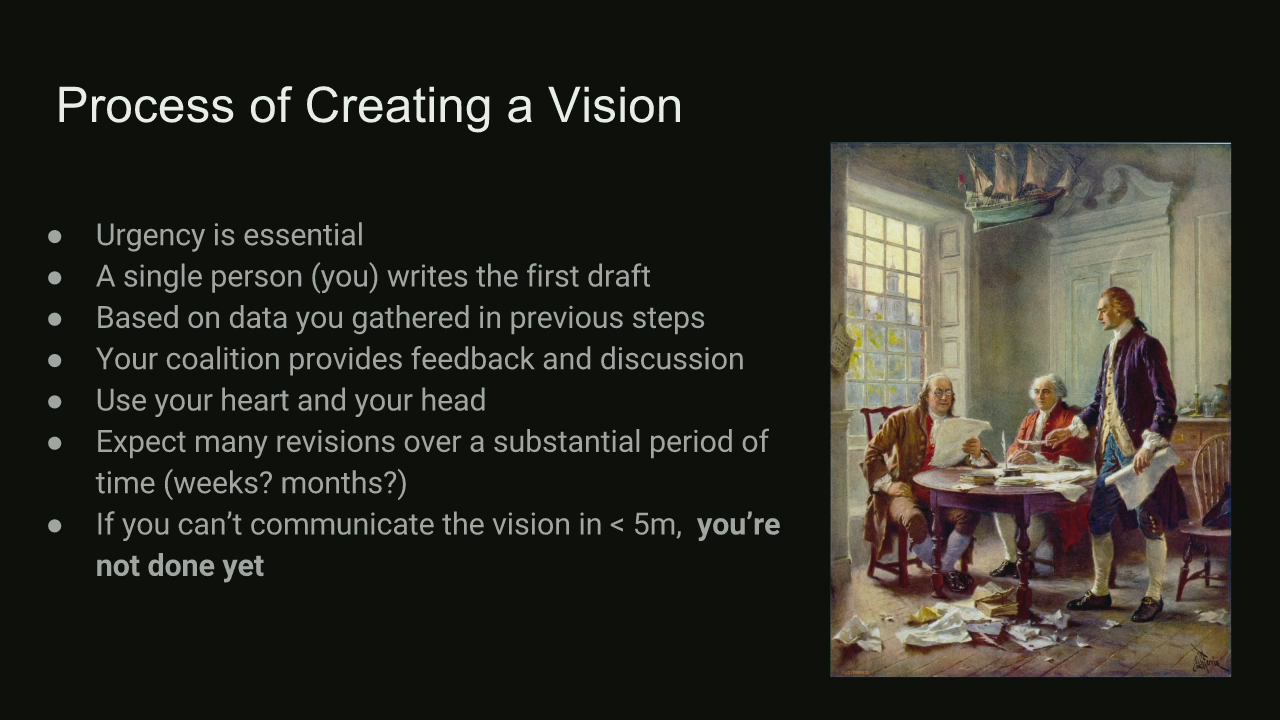 Process of Creating a Vision
● Urgency is essential
● A single person (you) writes the first draft
● Based on data you gathered in previous steps
● Your coalition provides feedback and discussion
● Use your heart and your head
● Expect many revisions over a substantial period of
time (weeks? months?)
● If you can’t communicate the vision in < 5m,  you’re
not done yet